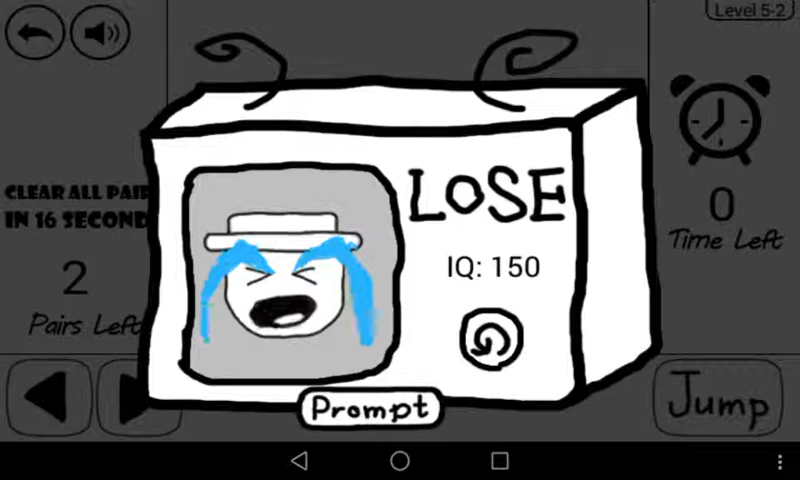 Level 5-2
CLEAR ALL PAIR
IN 16 SECOND
2
Pairs Left
LOSE
IQ: 150
Prompt
0
Time Left
Jump